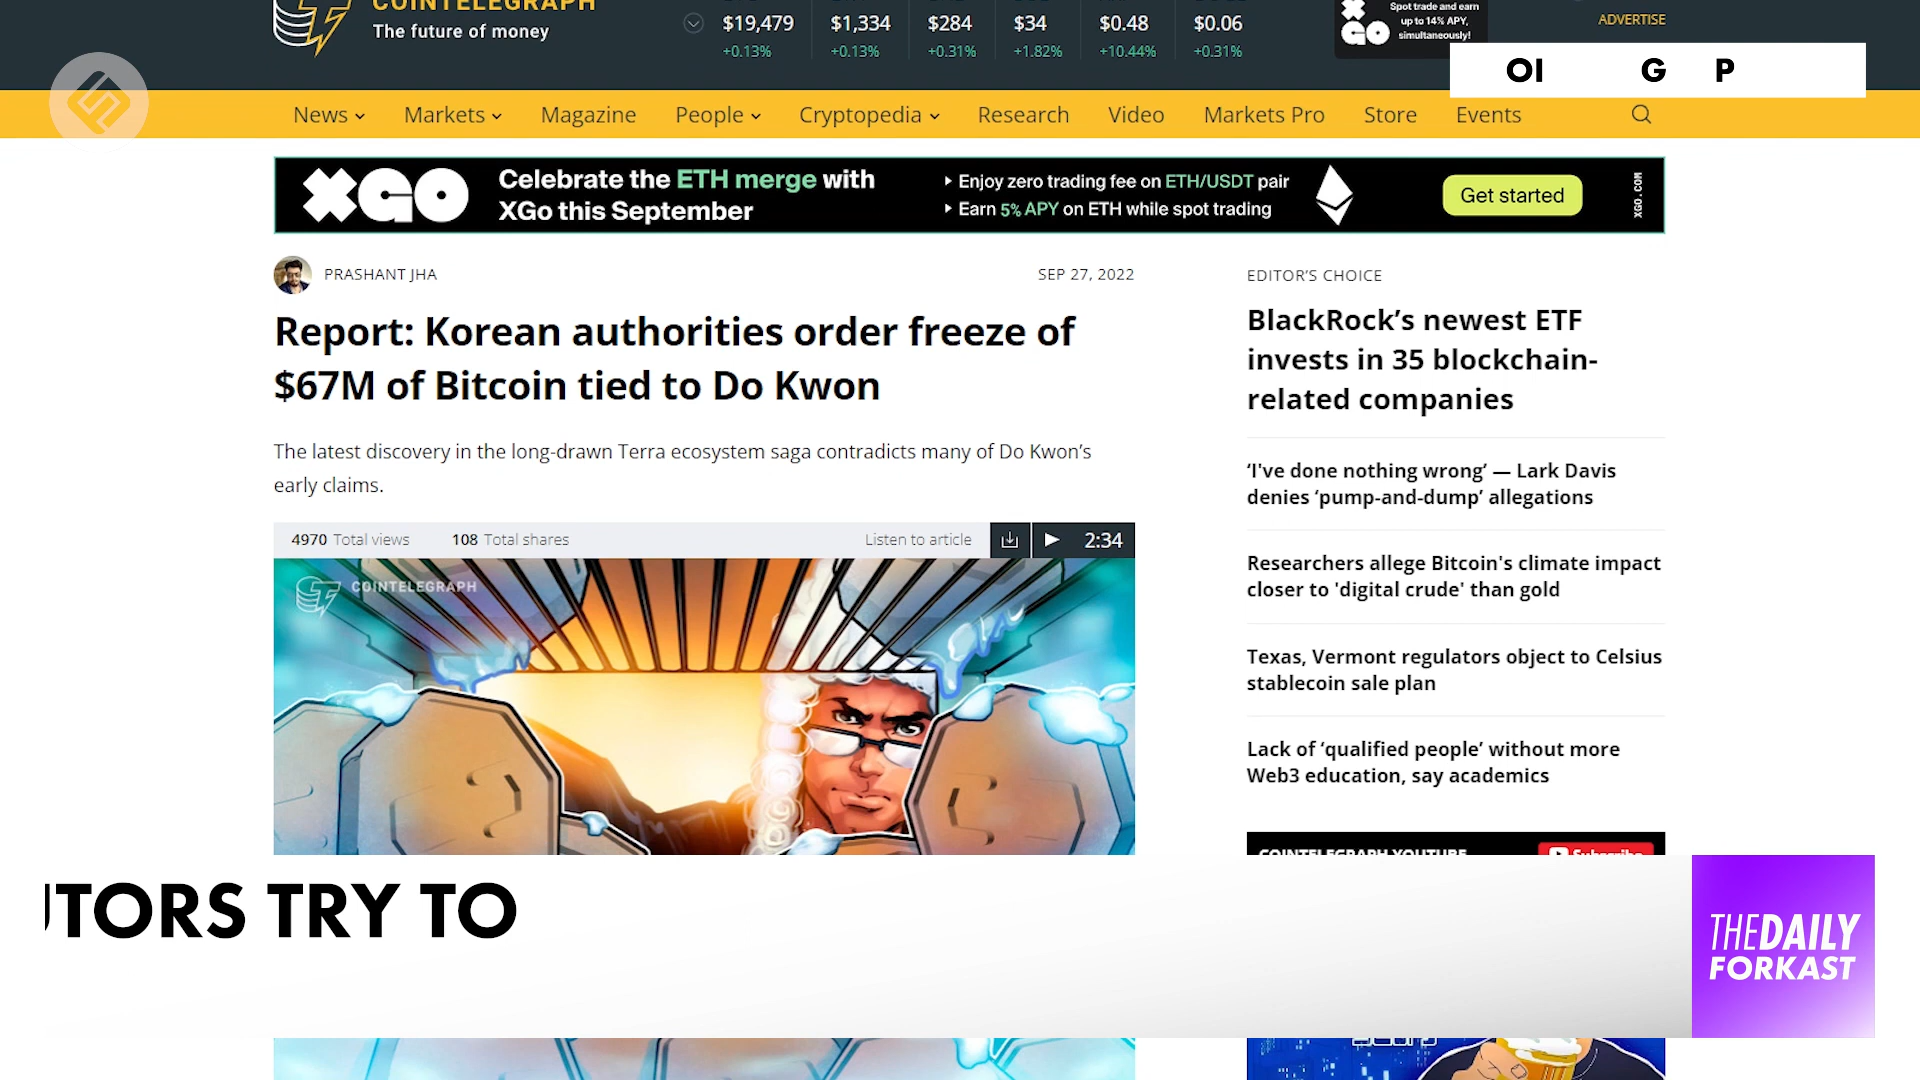 COINTELEGRAPH
The future of money
$19,479
+0.13%
$1,334
+0.13%
$284
+0.31%
$34
+1.82%
$0.48
+10.44%
$0.06
+0.31%
XGO
Spot trade and earn
up to 14% APY,
simultaneously!
ADVERTISE
OI G P
News
Markets
Magazine
People
Cryptopedia
Research
Video
Markets Pro
Store
Events
XGO
Celebrate the ETH merge with
XGo this September
Enjoy zero trading fee on ETH/USDT pair
Earn 5% APY on ETH while spot trading
Get started
XGO.COM
PRASHANT JHA
SEP 27, 2022
Report: Korean authorities order freeze of
$67M of Bitcoin tied to Do Kwon
The latest discovery in the long-drawn Terra ecosystem saga contradicts many of Do Kwon’s
early claims.
4970 Total views
108 Total shares
Listen to article
2:34
COINTELEGRAPH
EDITOR’S CHOICE
BlackRock’s newest ETF
invests in 35 blockchain-
related companies
‘I've done nothing wrong’ — Lark Davis
denies ‘pump-and-dump’ allegations
Researchers allege Bitcoin's climate impact
closer to 'digital crude' than gold
Texas, Vermont regulators object to Celsius
stablecoin sale plan
Lack of ‘qualified people’ without more
Web3 education, say academics
COINTELEGRAPH YOUTUBE
Subscribe
UTORS TRY TO
THE DAILY
FORKAST